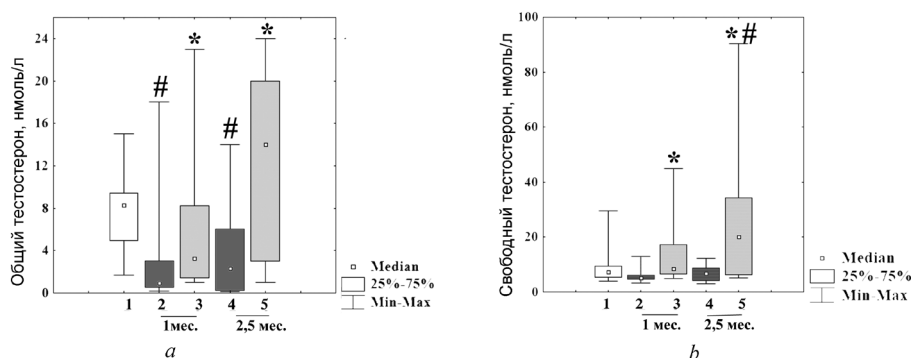 Общий тестостерон, нмоль/л
24
20
16
12
8
4
0
#
*
#
*
1 2 3 4 5
1мес. 2,5 мес.
Median
25%-75%
Min-Max
a
Свободный тестостерон, нмоль/л
100
80
60
40
20
0
*
*#
1 2 3 4 5
1 мес. 2,5 мес.
Median
25%-75%
Min-Max
b